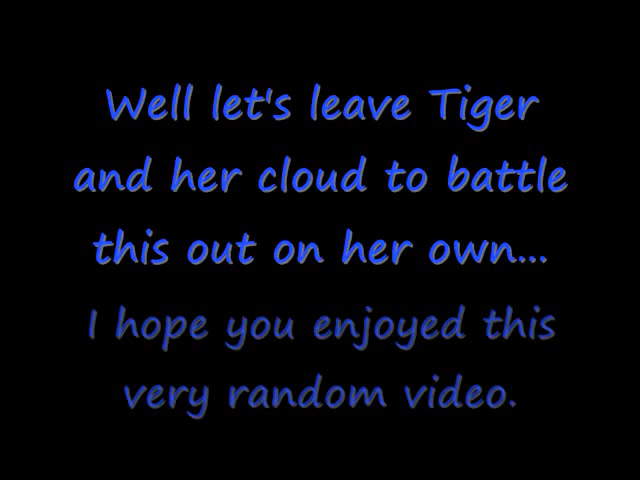 Well let's leave Tiger
and her cloud to battle
this out on her own...
I hope you enjoyed this
very random video.